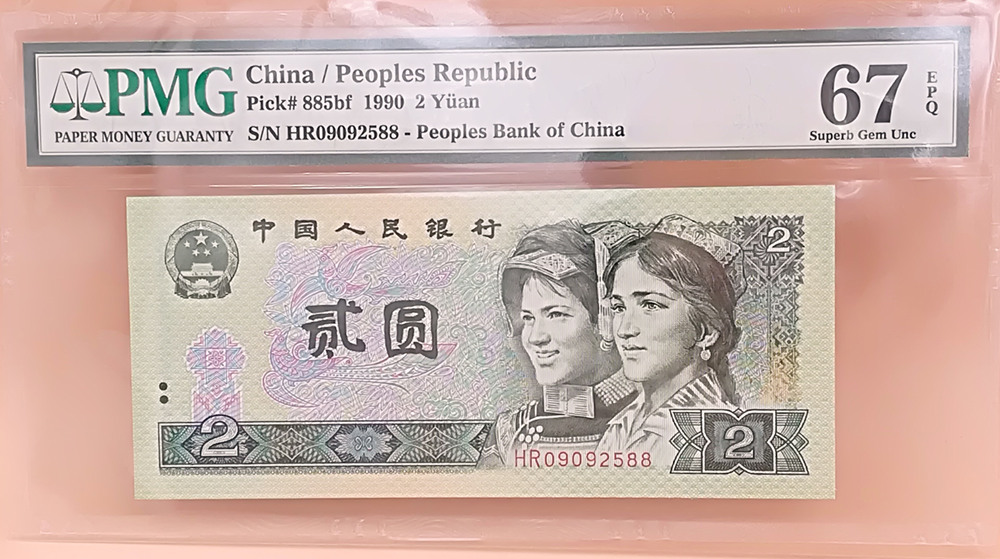 PMG
PAPER MONEY GUARANTY
China / Peoples Republic
Pick# 885bf 1990 2 Yüan
S/N HR09092588 - Peoples Bank of China
67
EPQ
Superb Gem Unc
中国人民银行
2
贰圆
2
HR09092588
2